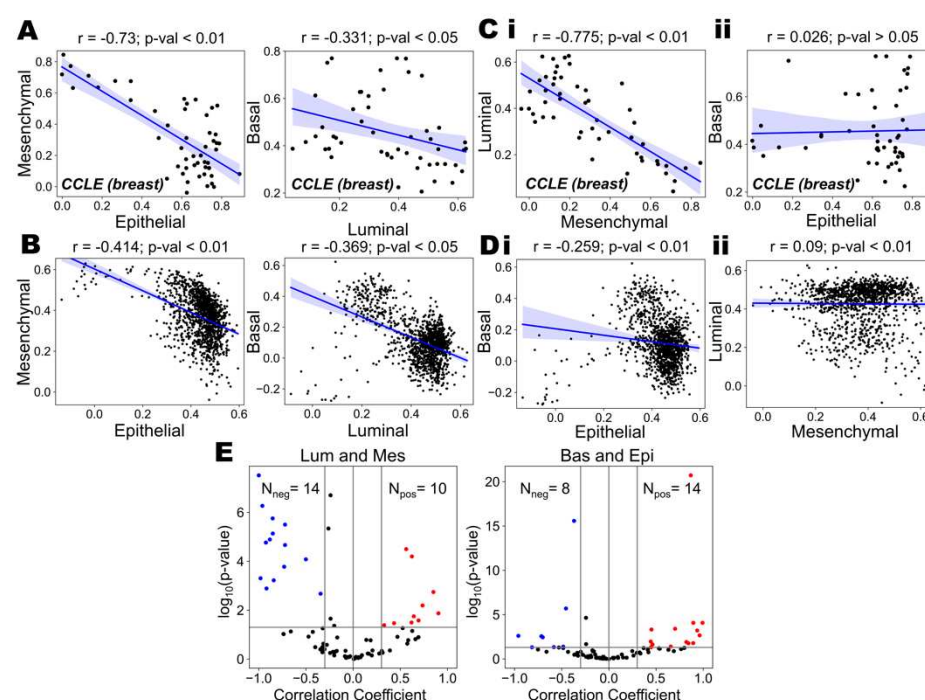 A
r = -0.73; p-val < 0.01
Mesenchymal
0.8
0.6
0.4
0.2
0.0
CCLE (breast)
0.0 0.2 0.4 0.6 0.8
Epithelial
r = -0.331; p-val < 0.05
Basal
0.8
0.6
0.4
0.2
CCLE (breast)
0.2 0.4 0.6
Luminal
C i
r = -0.775; p-val < 0.01
Luminal
0.6
0.4
0.2
CCLE (breast)
0.0 0.2 0.4 0.6 0.8
Mesenchymal
ii
r = 0.026; p-val > 0.05
Basal
0.8
0.6
0.4
0.2
CCLE (breast)
0.0 0.2 0.4 0.6 0.8
Epithelial
B
r = -0.414; p-val < 0.01
Mesenchymal
0.6
0.4
0.2
0.0
0.0 0.2 0.4 0.6
Epithelial
r = -0.369; p-val < 0.05
Basal
0.6
0.4
0.2
0.0
−0.2
0.0 0.2 0.4 0.6
Luminal
D i
r = -0.259; p-val < 0.01
Basal
0.6
0.4
0.2
0.0
−0.2
0.0 0.2 0.4 0.6
Epithelial
ii
r = 0.09; p-val < 0.01
Luminal
0.6
0.4
0.2
0.0
0.0 0.2 0.4 0.6
Mesenchymal
E
Lum and Mes
Nneg= 14
Npos= 10
log10(p-value)
6
4
2
0
−1.0 −0.5 0.0 0.5 1.0
Correlation Coefficient
Bas and Epi
Nneg= 8
Npos= 14
log10(p-value)
20
15
10
5
0
−1.0 −0.5 0.0 0.5 1.0
Correlation Coefficient